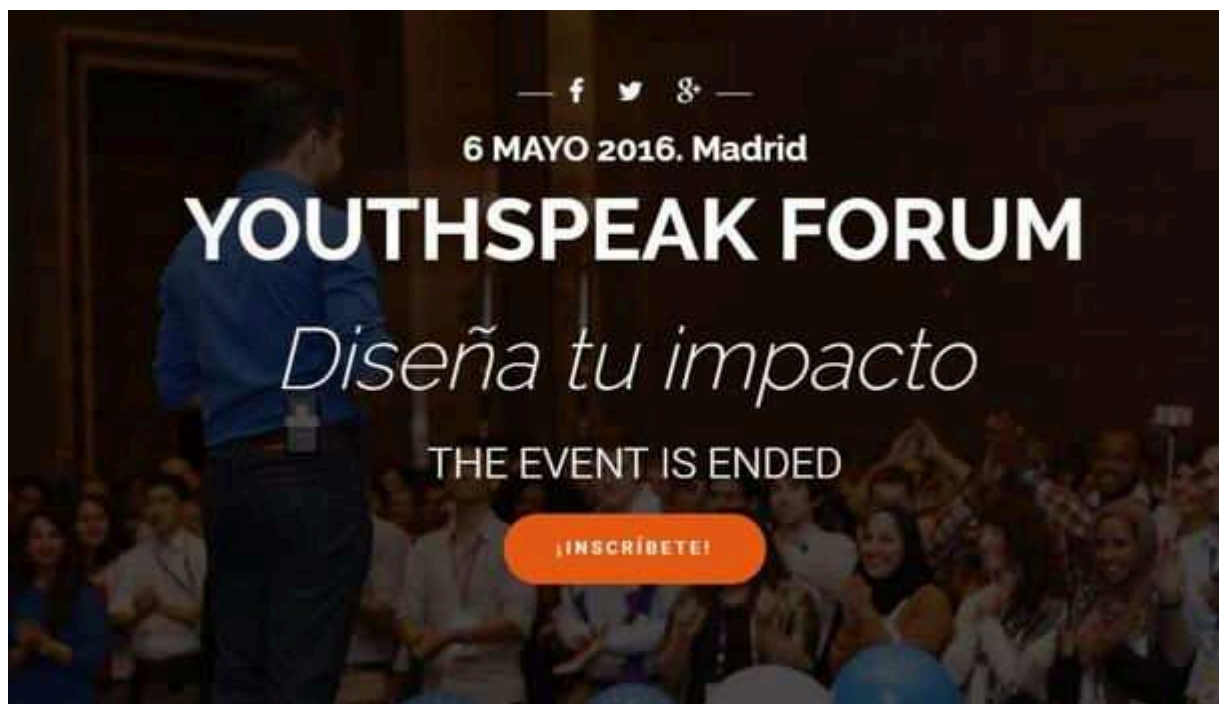 6 MAYO 2016. Madrid
YOUTHSPEAK FORUM
Diseña tu impacto
THE EVENT IS ENDED
¡INSCRÍBETE!